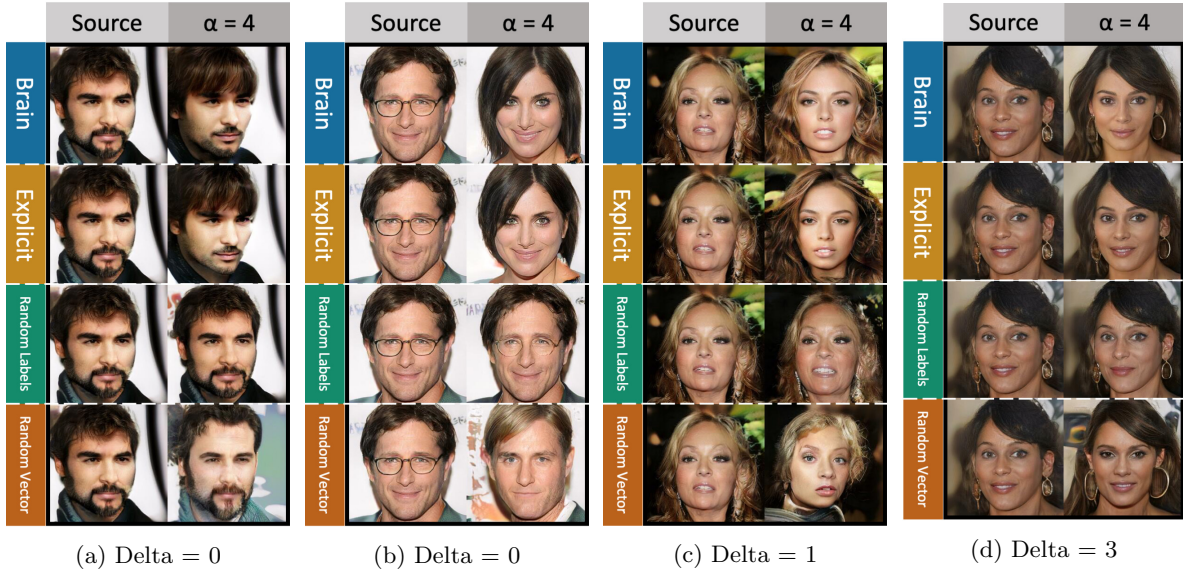 Source α = 4
Brain
Explicit
Random Labels
Random Vector
(a) Delta = 0
Source α = 4
Brain
Explicit
Random Labels
Random Vector
(b) Delta = 0
Source α = 4
Brain
Explicit
Random Labels
Random Vector
(c) Delta = 1
Source α = 4
Brain
Explicit
Random Labels
Random Vector
(d) Delta = 3